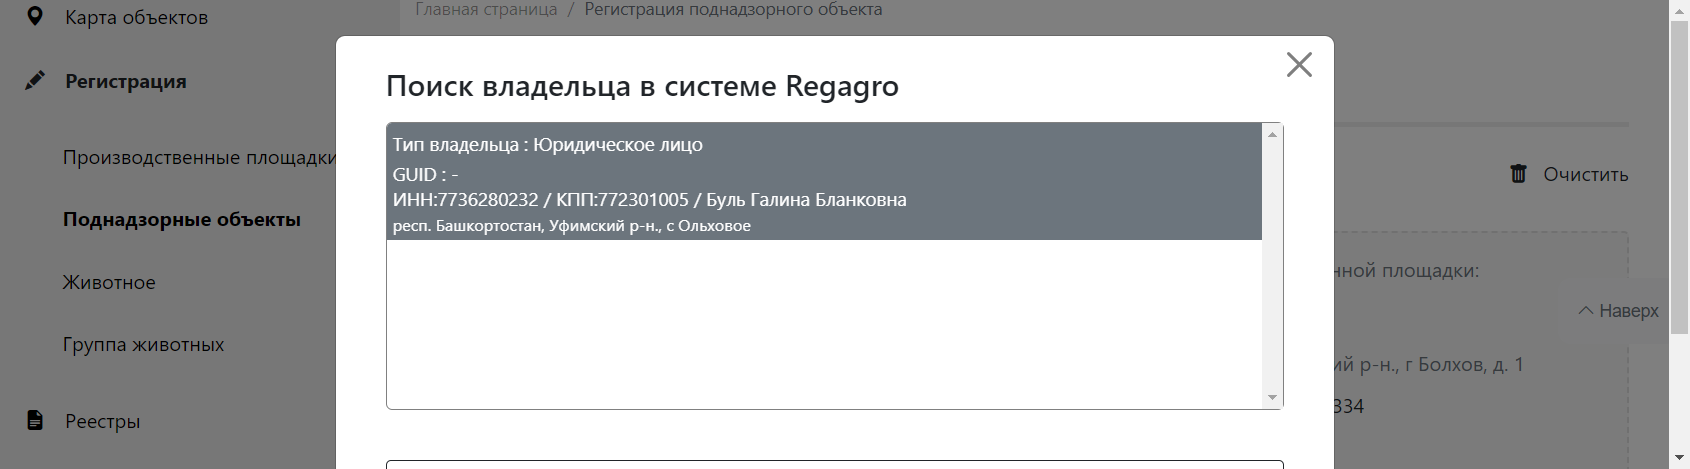 Карта объектов
Главная страница / Регистрация поднадзорного объекта
Регистрация
Поиск владельца в системе Regagro
Тип владельца : Юридическое лицо
GUID : -
ИНН:7736280232 / КПП:772301005 / Буль Галина Бланковна
респ. Башкортостан, Уфимский р-н., с Ольховое
Производственные площадки
Очистить
Поднадзорные объекты
площадки:
Животное
Наверх
Группа животных
р-н., г Болхов, д. 1
334
Реестры